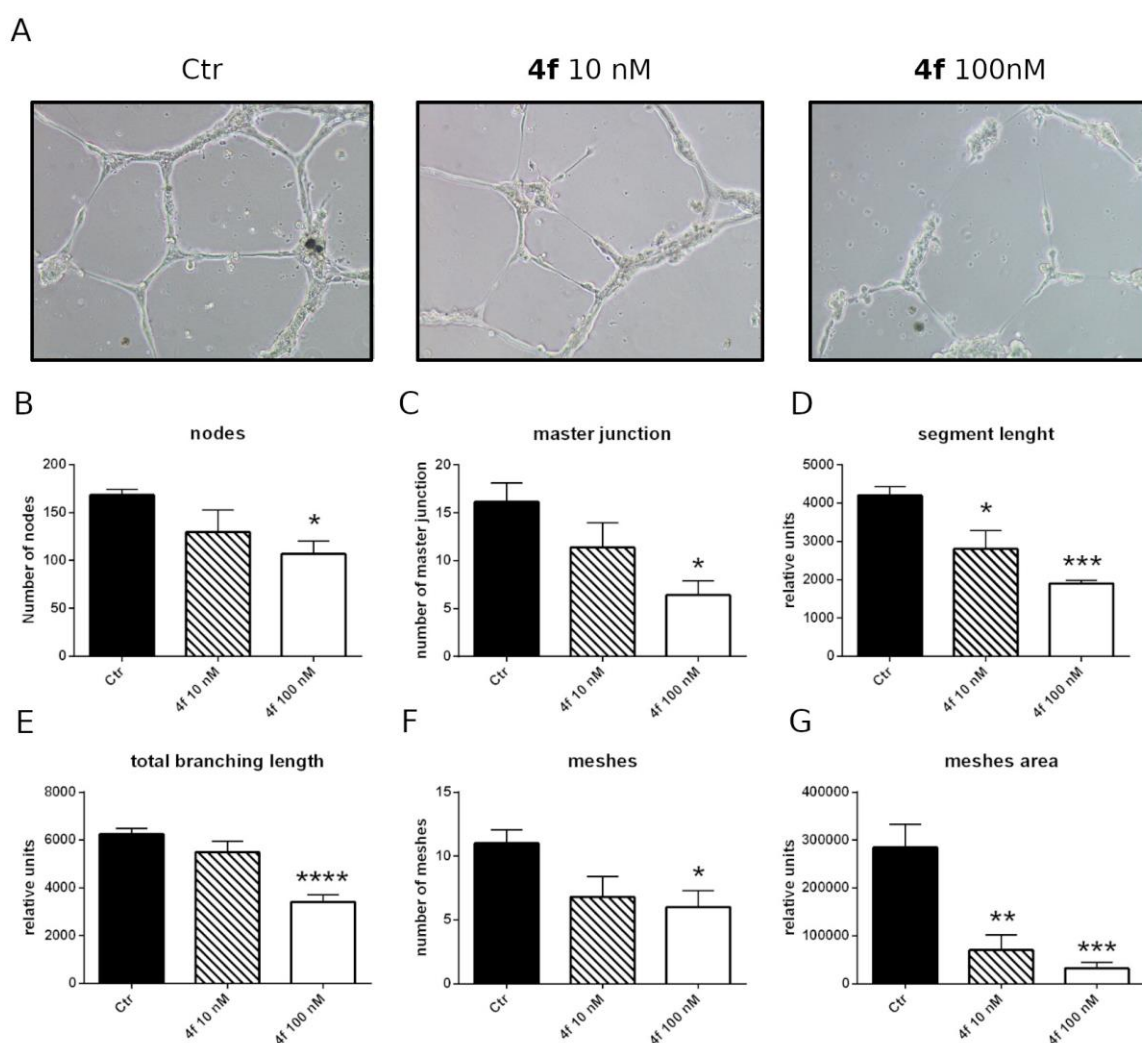 A
Ctr
4f 10 nM
4f 100nM
B
nodes
Number of nodes
200
150
100
50
0
Ctr
4f 10 nM
4f 100 nM
*
C
master junction
number of master junction
20
15
10
5
0
Ctr
4f 10 nM
4f 100 nM
*
D
segment lenght
relative units
5000
4000
3000
2000
1000
0
Ctr
4f 10 nM
4f 100 nM
*
***
E
total branching length
relative units
8000
6000
4000
2000
0
Ctr
4f 10 nM
4f 100 nM
****
F
meshes
number of meshes
15
10
5
0
Ctr
4f 10 nM
4f 100 nM
*
G
meshes area
relative units
400000
300000
200000
100000
0
Ctr
4f 10 nM
4f 100 nM
**
***